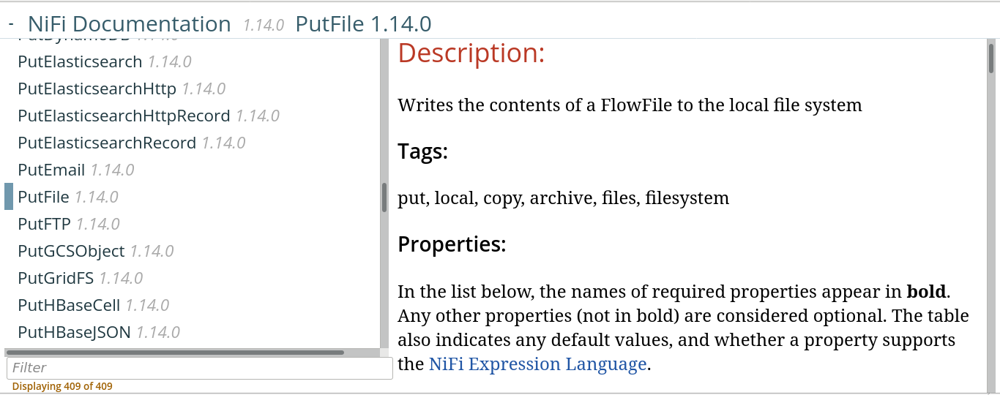 - NiFi Documentation 1.14.0 PutFile 1.14.0
PutDynamoDB 1.14.0
PutElasticsearch 1.14.0
PutElasticsearchHttp 1.14.0
PutElasticsearchHttpRecord 1.14.0
PutElasticsearchRecord 1.14.0
PutEmail 1.14.0
PutFile 1.14.0
PutFTP 1.14.0
PutGCSObject 1.14.0
PutGridFS 1.14.0
PutHBaseCell 1.14.0
PutHBaseJSON 1.14.0
Filter
Displaying 409 of 409
Description:
Writes the contents of a FlowFile to the local file system
Tags:
put, local, copy, archive, files, filesystem
Properties:
In the list below, the names of required properties appear in bold.
Any other properties (not in bold) are considered optional. The table
also indicates any default values, and whether a property supports
the NiFi Expression Language.